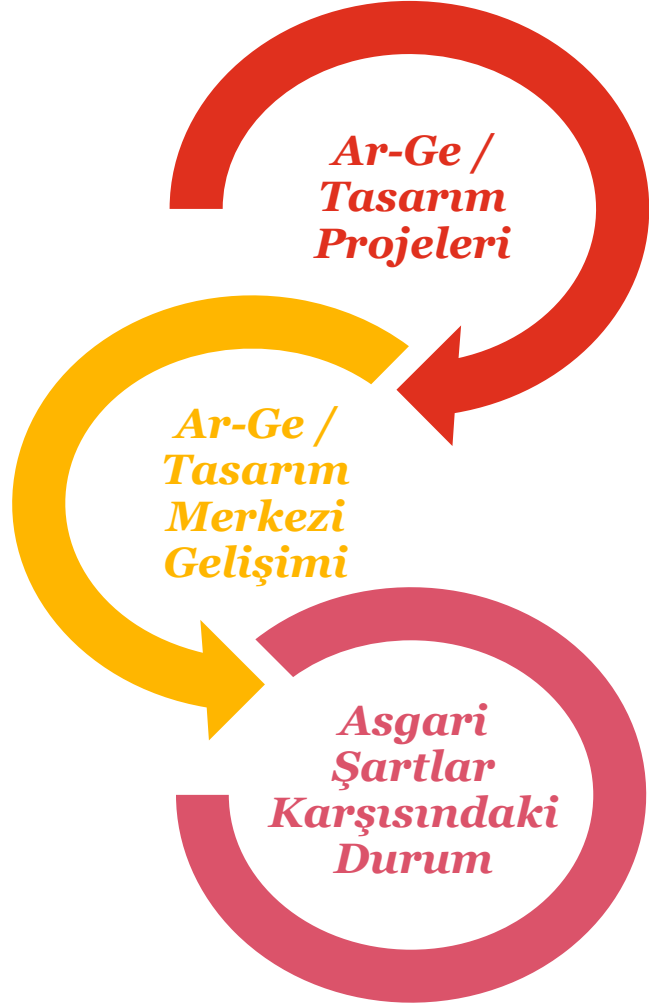 Ar-Ge /
Tasarım
Projeleri
Ar-Ge /
Tasarım
Merkezi
Gelişimi
Asgari
Şartlar
Karşısındaki
Durum